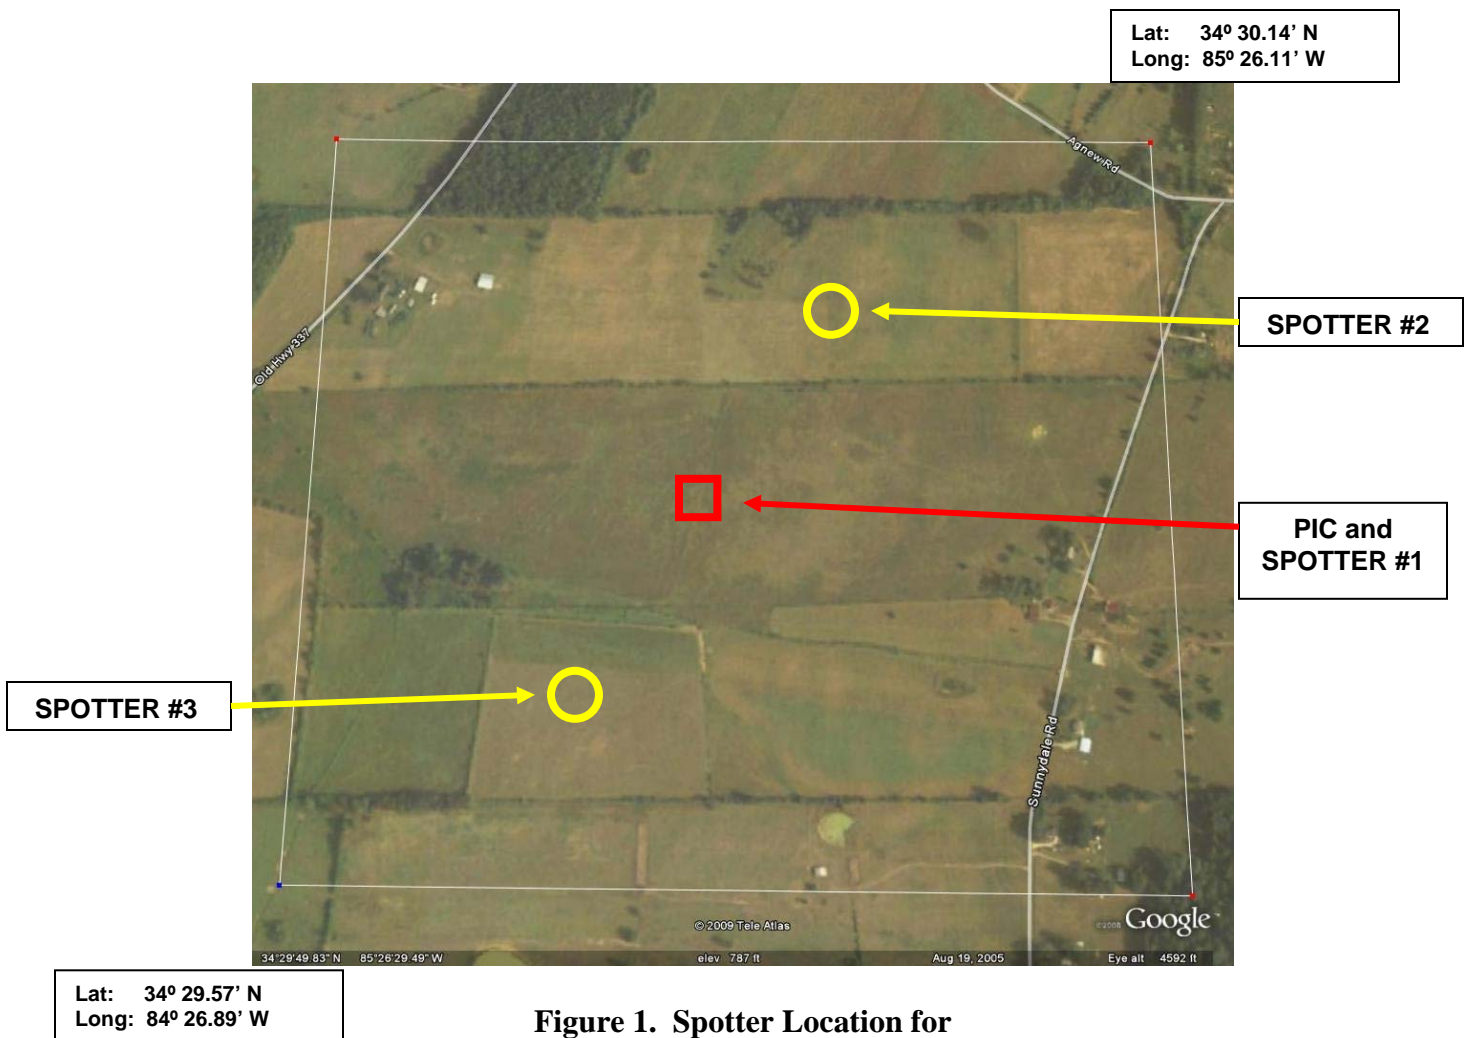 Lat: 34º 30.14’ N
Long: 85º 26.11’ W
Agnew Rd
SPOTTER #2
Old Hwy 337
PIC and
SPOTTER #1
SPOTTER #3
Sunnydale Rd
© 2009 Tele Atlas
©2008 Google
34°29'49.83" N 85°26'29.49" W elev 787 ft Aug 19, 2005 Eye alt 4592 ft
Lat: 34º 29.57’ N
Long: 84º 26.89’ W
Figure 1. Spotter Location for